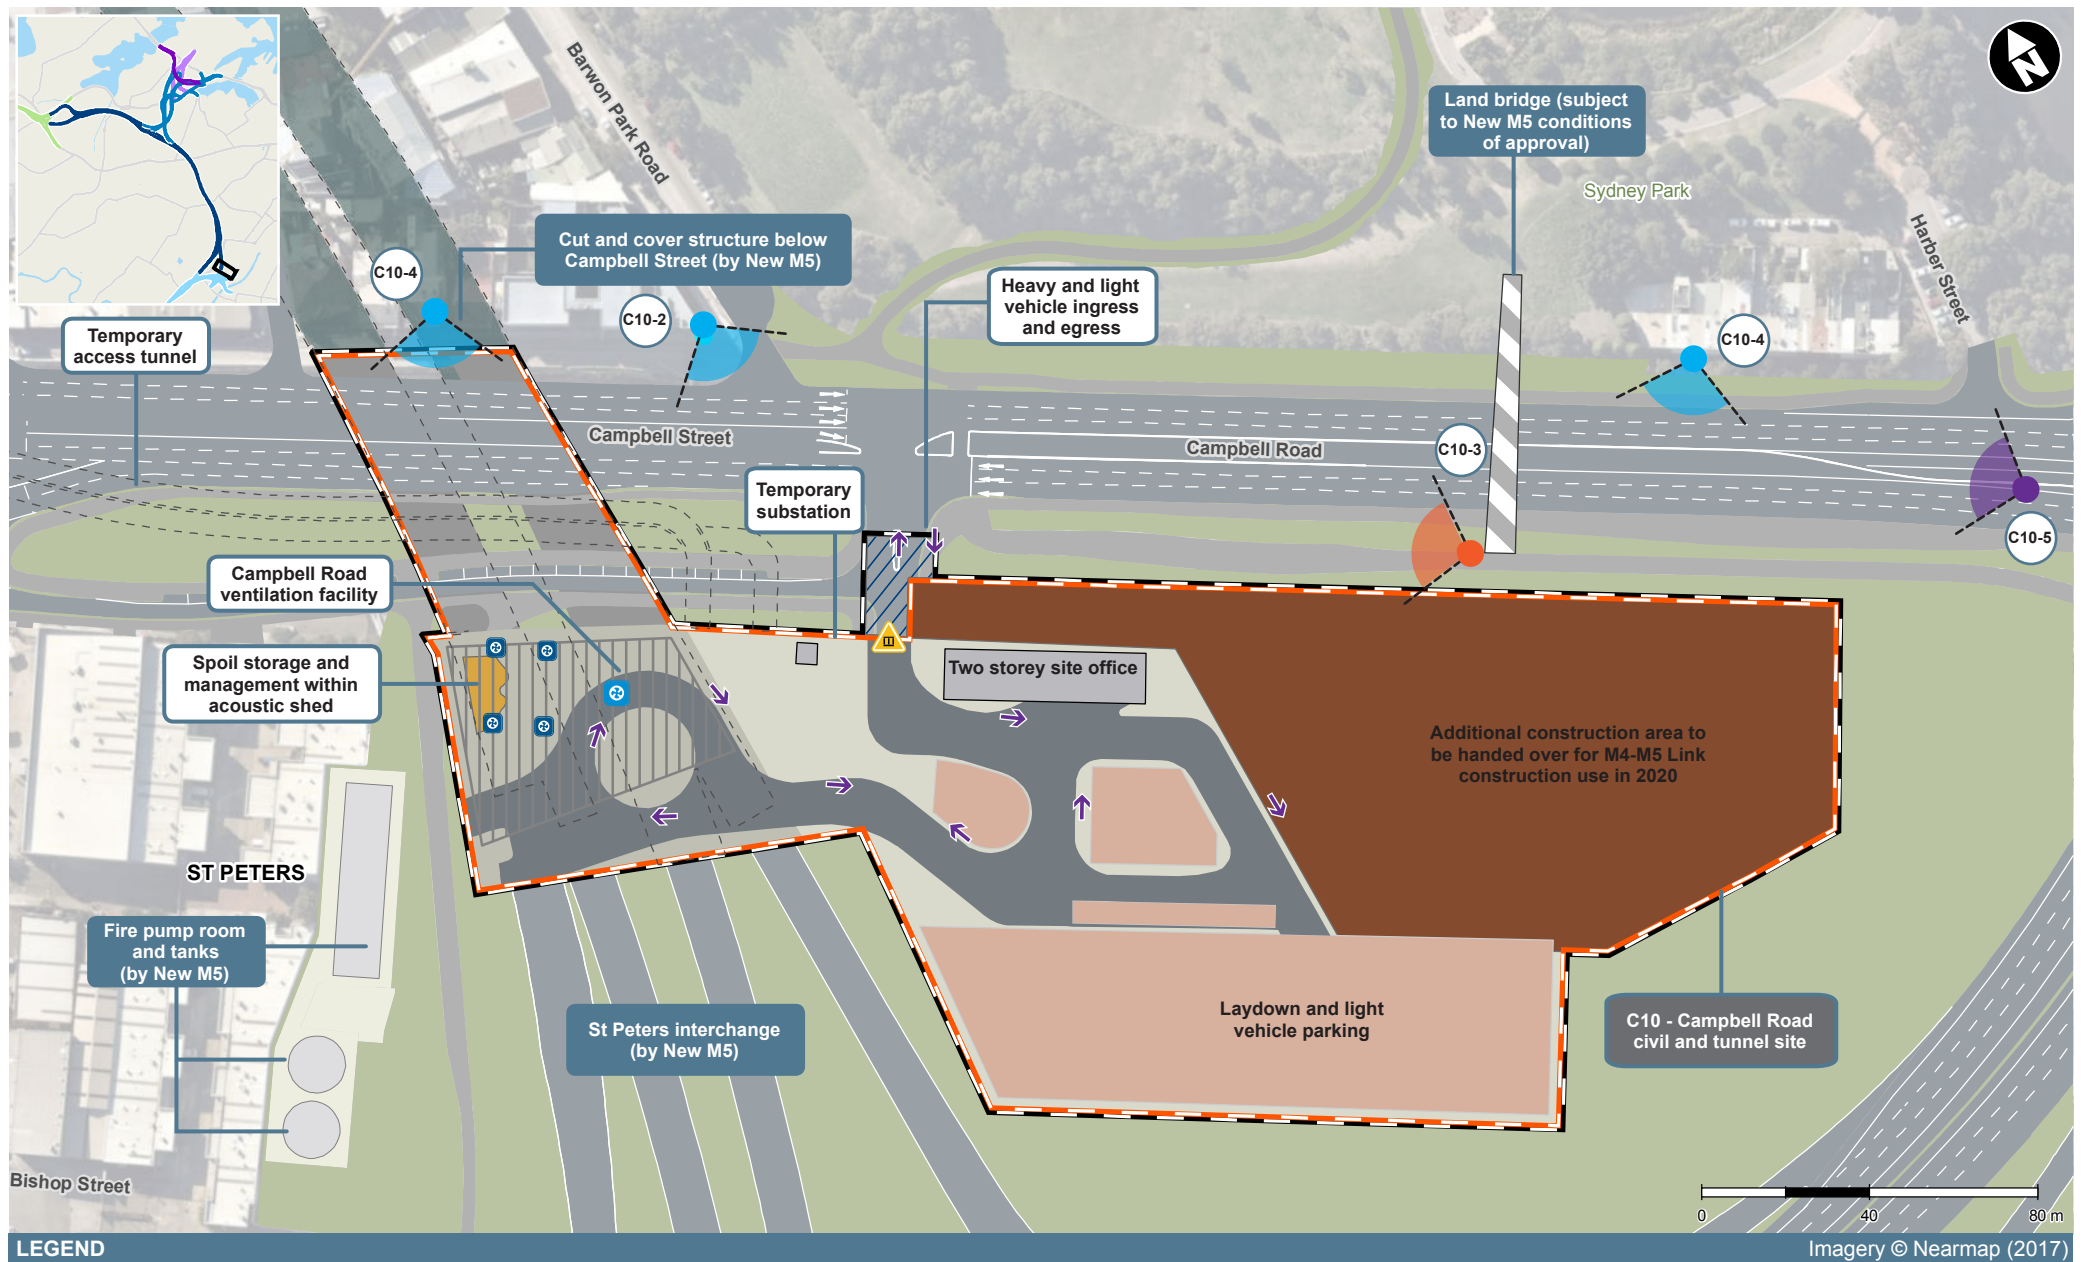 N
Barwon Park Road
Land bridge (subject
to New M5 conditions
of approval)
Sydney Park
Harber Street
Cut and cover structure below
Campbell Street (by New M5)
C10-4
C10-2
Heavy and light
vehicle ingress
and egress
Temporary
access tunnel
C10-4
Campbell Street
Campbell Road
C10-3
Temporary
substation
C10-5
Campbell Road
ventilation facility
Spoil storage and
management within
acoustic shed
Two storey site office
Additional construction area to
be handed over for M4-M5 Link
construction use in 2020
ST PETERS
Fire pump room
and tanks
(by New M5)
St Peters interchange
(by New M5)
Laydown and light
vehicle parking
C10 - Campbell Road
civil and tunnel site
Bishop Street
0 40 80 m
LEGEND
Imagery © Nearmap (2017)